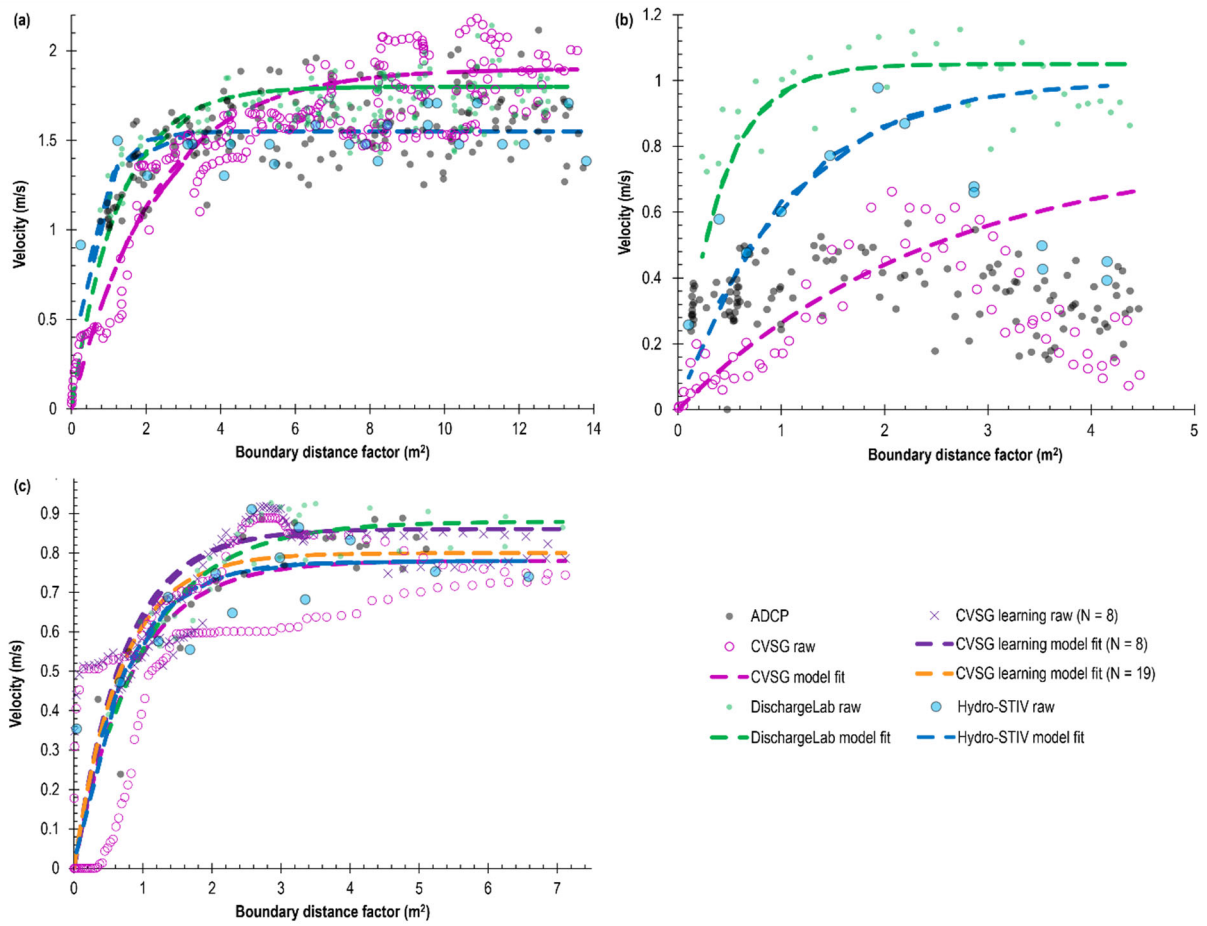 (a)
2
1.5
1
0.5
0
Velocity (m/s)
0 2 4 6 8 10 12 14
Boundary distance factor (m²)
(b)
1.2
1
0.8
0.6
0.4
0.2
0
Velocity (m/s)
0 1 2 3 4 5
Boundary distance factor (m²)
(c)
0.9
0.8
0.7
0.6
0.5
0.4
0.3
0.2
0.1
0
Velocity (m/s)
0 1 2 3 4 5 6 7
Boundary distance factor (m²)
ADCP
CVSG raw
CVSG model fit
DischargeLab raw
DischargeLab model fit
CVSG learning raw (N = 8)
CVSG learning model fit (N = 8)
CVSG learning model fit (N = 19)
Hydro-STIV raw
Hydro-STIV model fit